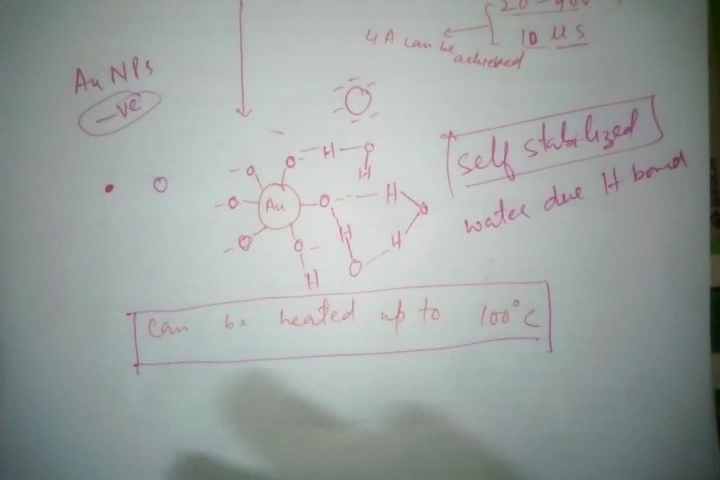 4A can be achieved
10 µs
Au NPs
-ve
self stabilized
water due H bond
-O O- -H- O
H
-O Au O- - -H O
H H
O O- O
H
can be heated up to 100°C